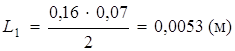 L₁ = (0,16 · 0,07) / 2 = 0,0053 (м)